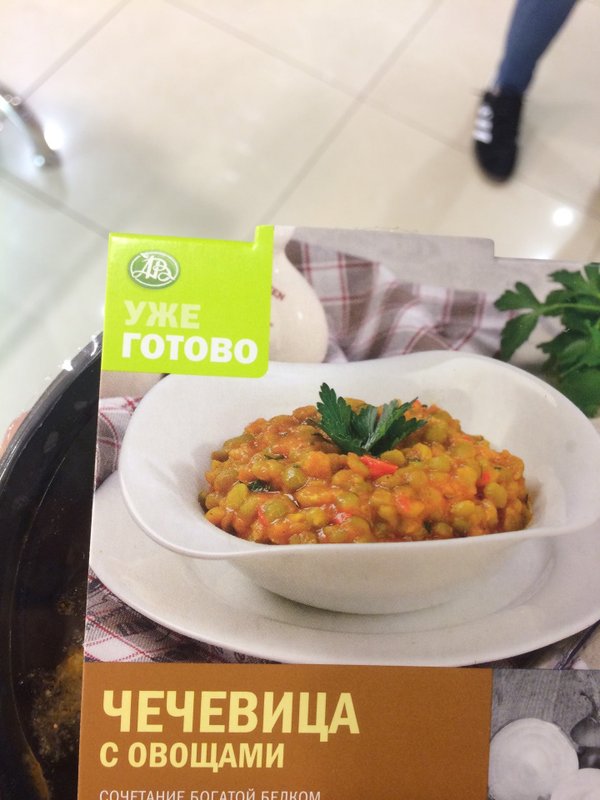 УЖЕ
ГОТОВО
ЧЕЧЕВИЦА
С ОВОЩАМИ
СОЧЕТАНИЕ БОГАТОЙ БЕЛКОМ